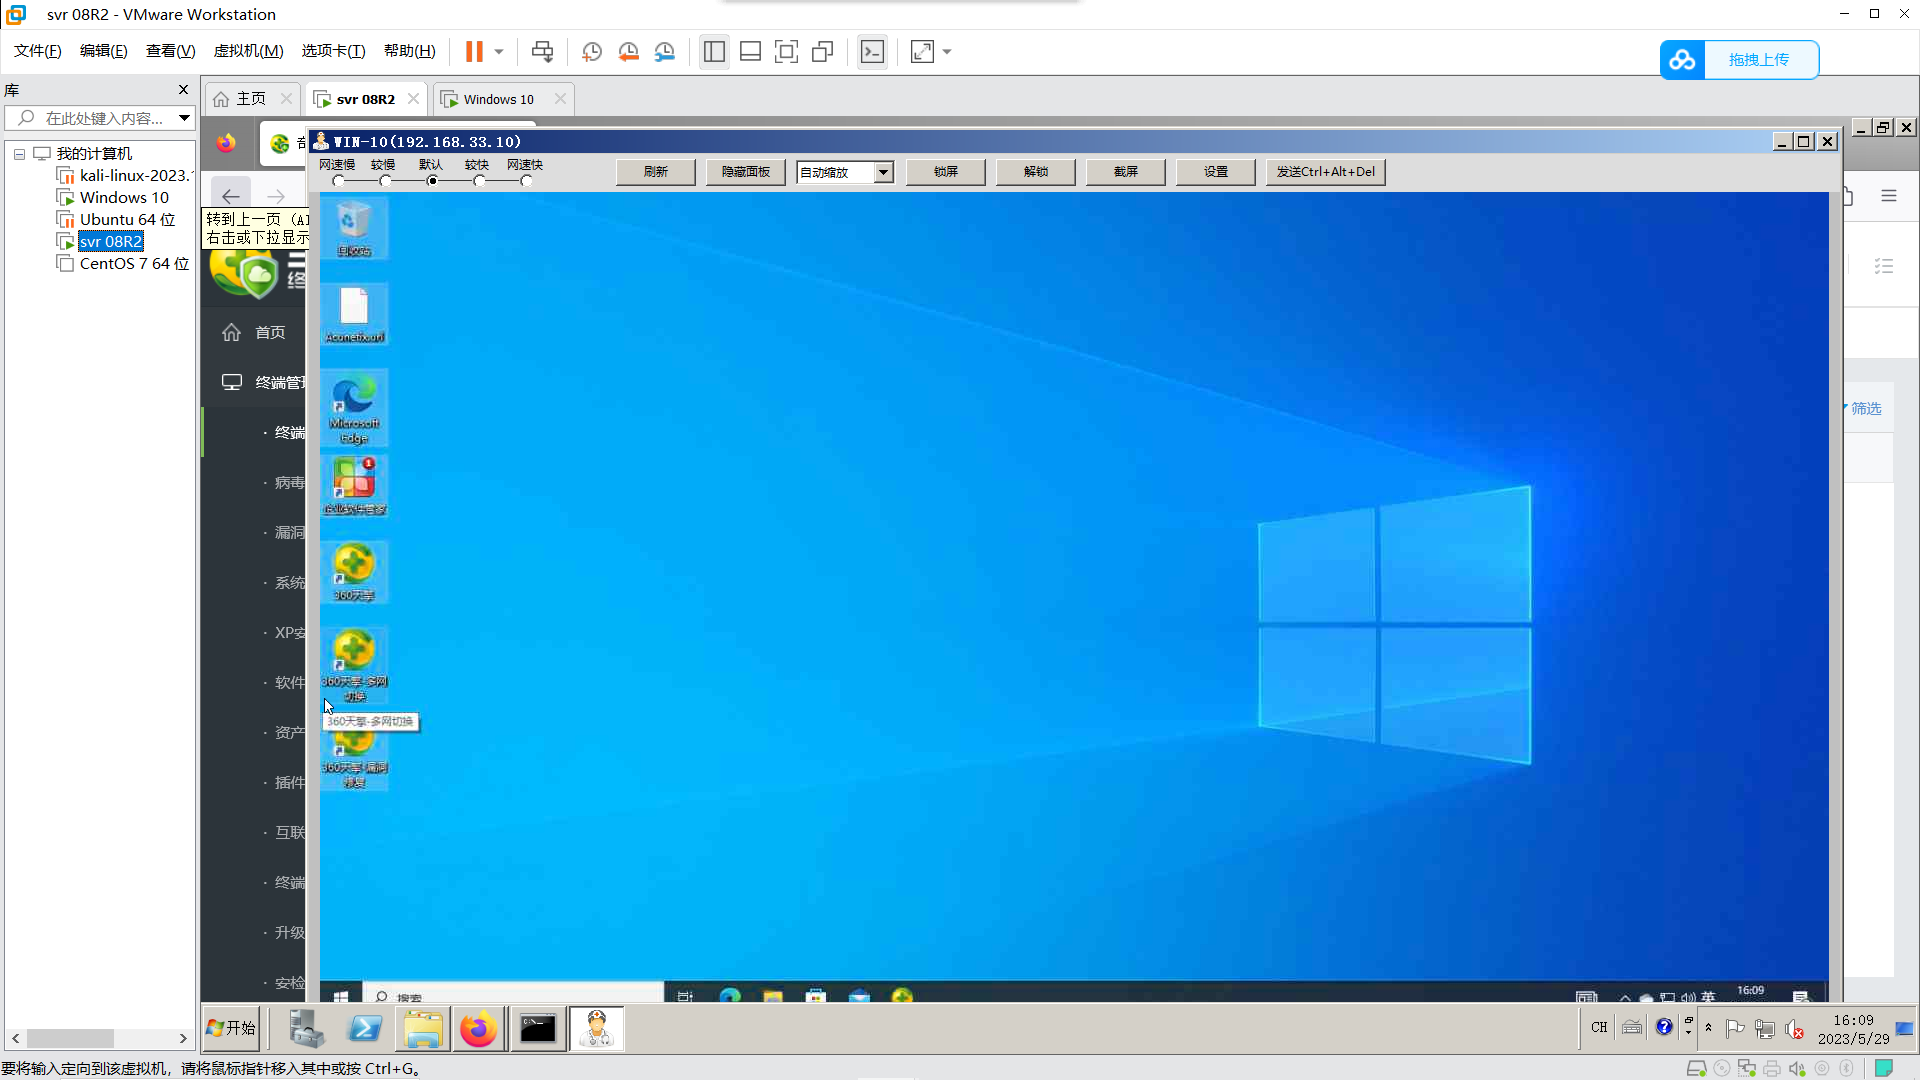 svr 08R2 - VMware Workstation
文件(F) 编辑(E) 查看(V) 虚拟机(M) 选项卡(T) 帮助(H)
拖拽上传
库
在此处键入内容...
我的计算机
kali-linux-2023.
Windows 10
Ubuntu 64 位
svr 08R2
CentOS 7 64 位
主页
svr 08R2
Windows 10
WIN-10(192.168.33.10)
网速慢 较慢 默认 较快 网速快
刷新 隐藏面板 自动缩放 锁屏 解锁 截屏 设置 发送Ctrl+Alt+Del
转到上一页 (Al
右击或下拉显示
首页
终端管理
终端
病毒
漏洞
系统
XP安
软件
资产
插件
互联
终端
升级
安检
筛选
回收站
Acunetix.url
Microsoft
Edge
1
企业软件管家
360天擎
360天擎-多网
切换
360天擎-多网切换
360天擎-漏洞
修复
搜索
英
16:09
开始
CH
16:09
2023/5/29
要将输入定向到该虚拟机，请将鼠标指针移入其中或按 Ctrl+G。